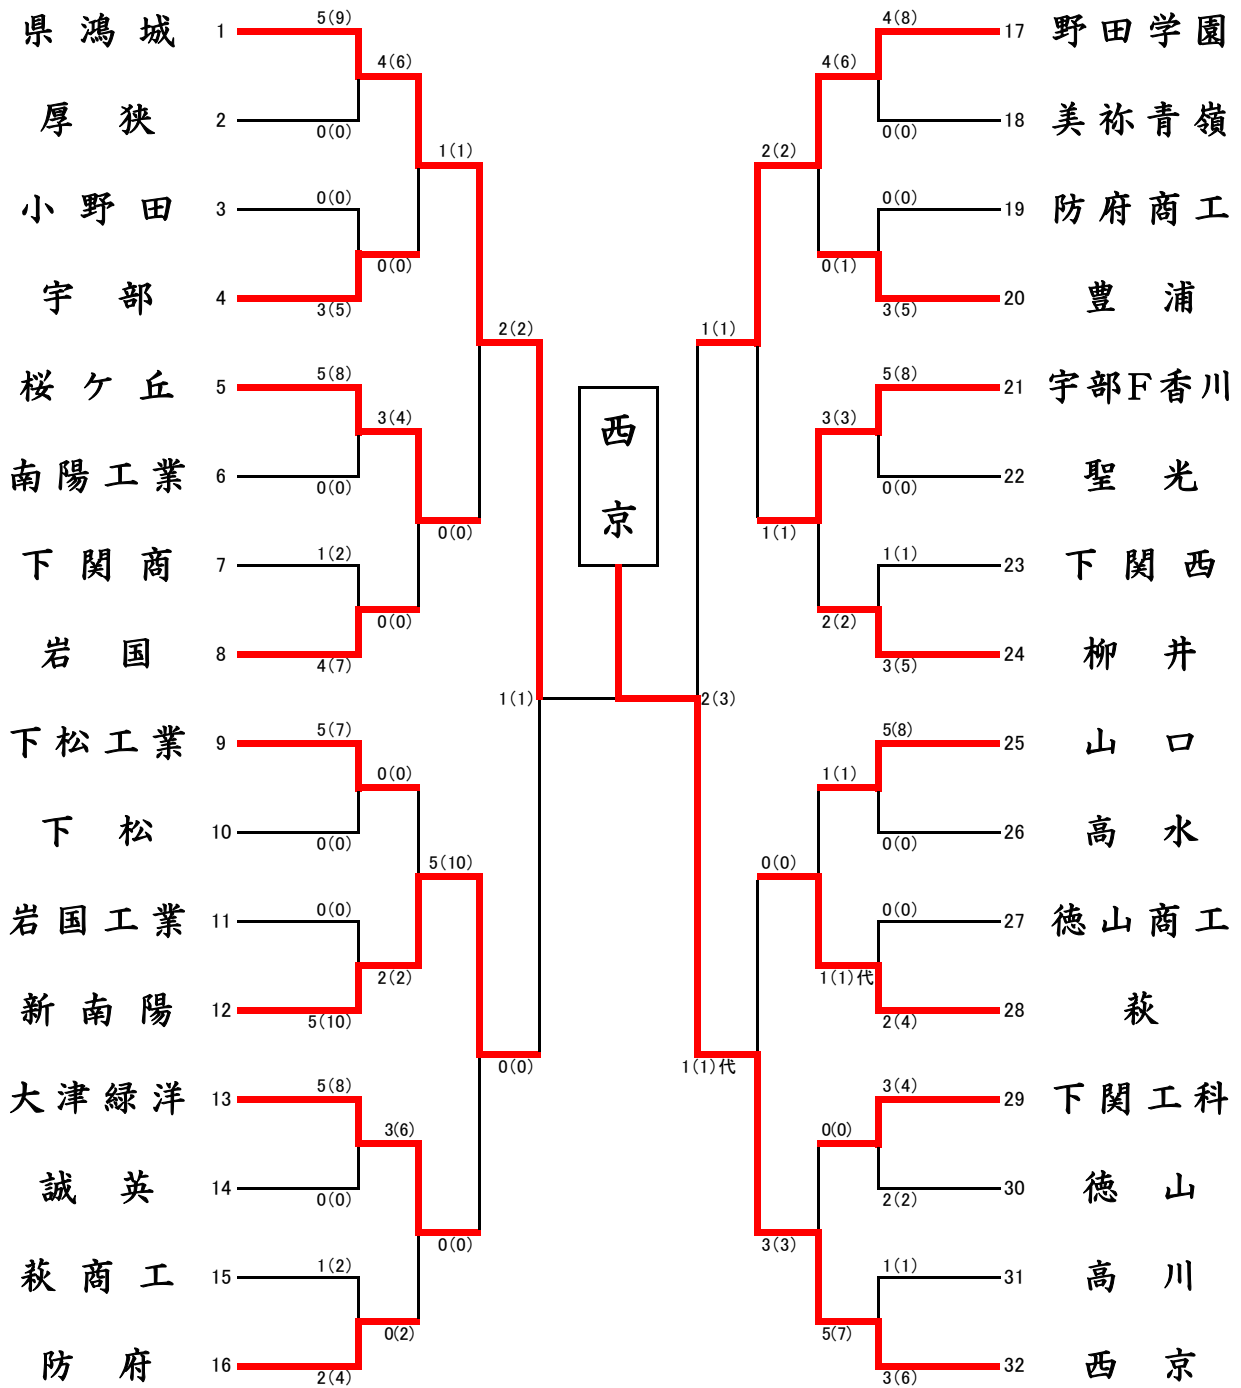 県鴻城 1 5(9) 4(8) 17 野田学園
4(6) 4(6)
厚狭 2 0(0) 0(0) 18 美祢青嶺
1(1) 2(2)
小野田 3 0(0) 0(0) 19 防府商工
0(0) 0(1)
宇部 4 3(5) 3(5) 20 豊浦
2(2) 1(1)
桜ケ丘 5 5(8) 5(8) 21 宇部F香川
3(4) 3(3)
西京
南陽工業 6 0(0) 0(0) 22 聖光
0(0) 1(1)
下関商 7 1(2) 1(1) 23 下関西
0(0) 2(2)
岩国 8 4(7) 3(5) 24 柳井
1(1) 2(3)
下松工業 9 5(7) 5(8) 25 山口
0(0) 1(1)
下松 10 0(0) 0(0) 26 高水
5(10) 0(0)
岩国工業 11 0(0) 0(0) 27 徳山商工
2(2) 1(1)代
新南陽 12 5(10) 2(4) 28 萩
0(0) 1(1)代
大津緑洋 13 5(8) 3(4) 29 下関工科
3(6) 0(0)
誠英 14 0(0) 2(2) 30 徳山
0(0) 3(3)
萩商工 15 1(2) 1(1) 31 高川
0(2) 5(7)
防府 16 2(4) 3(6) 32 西京